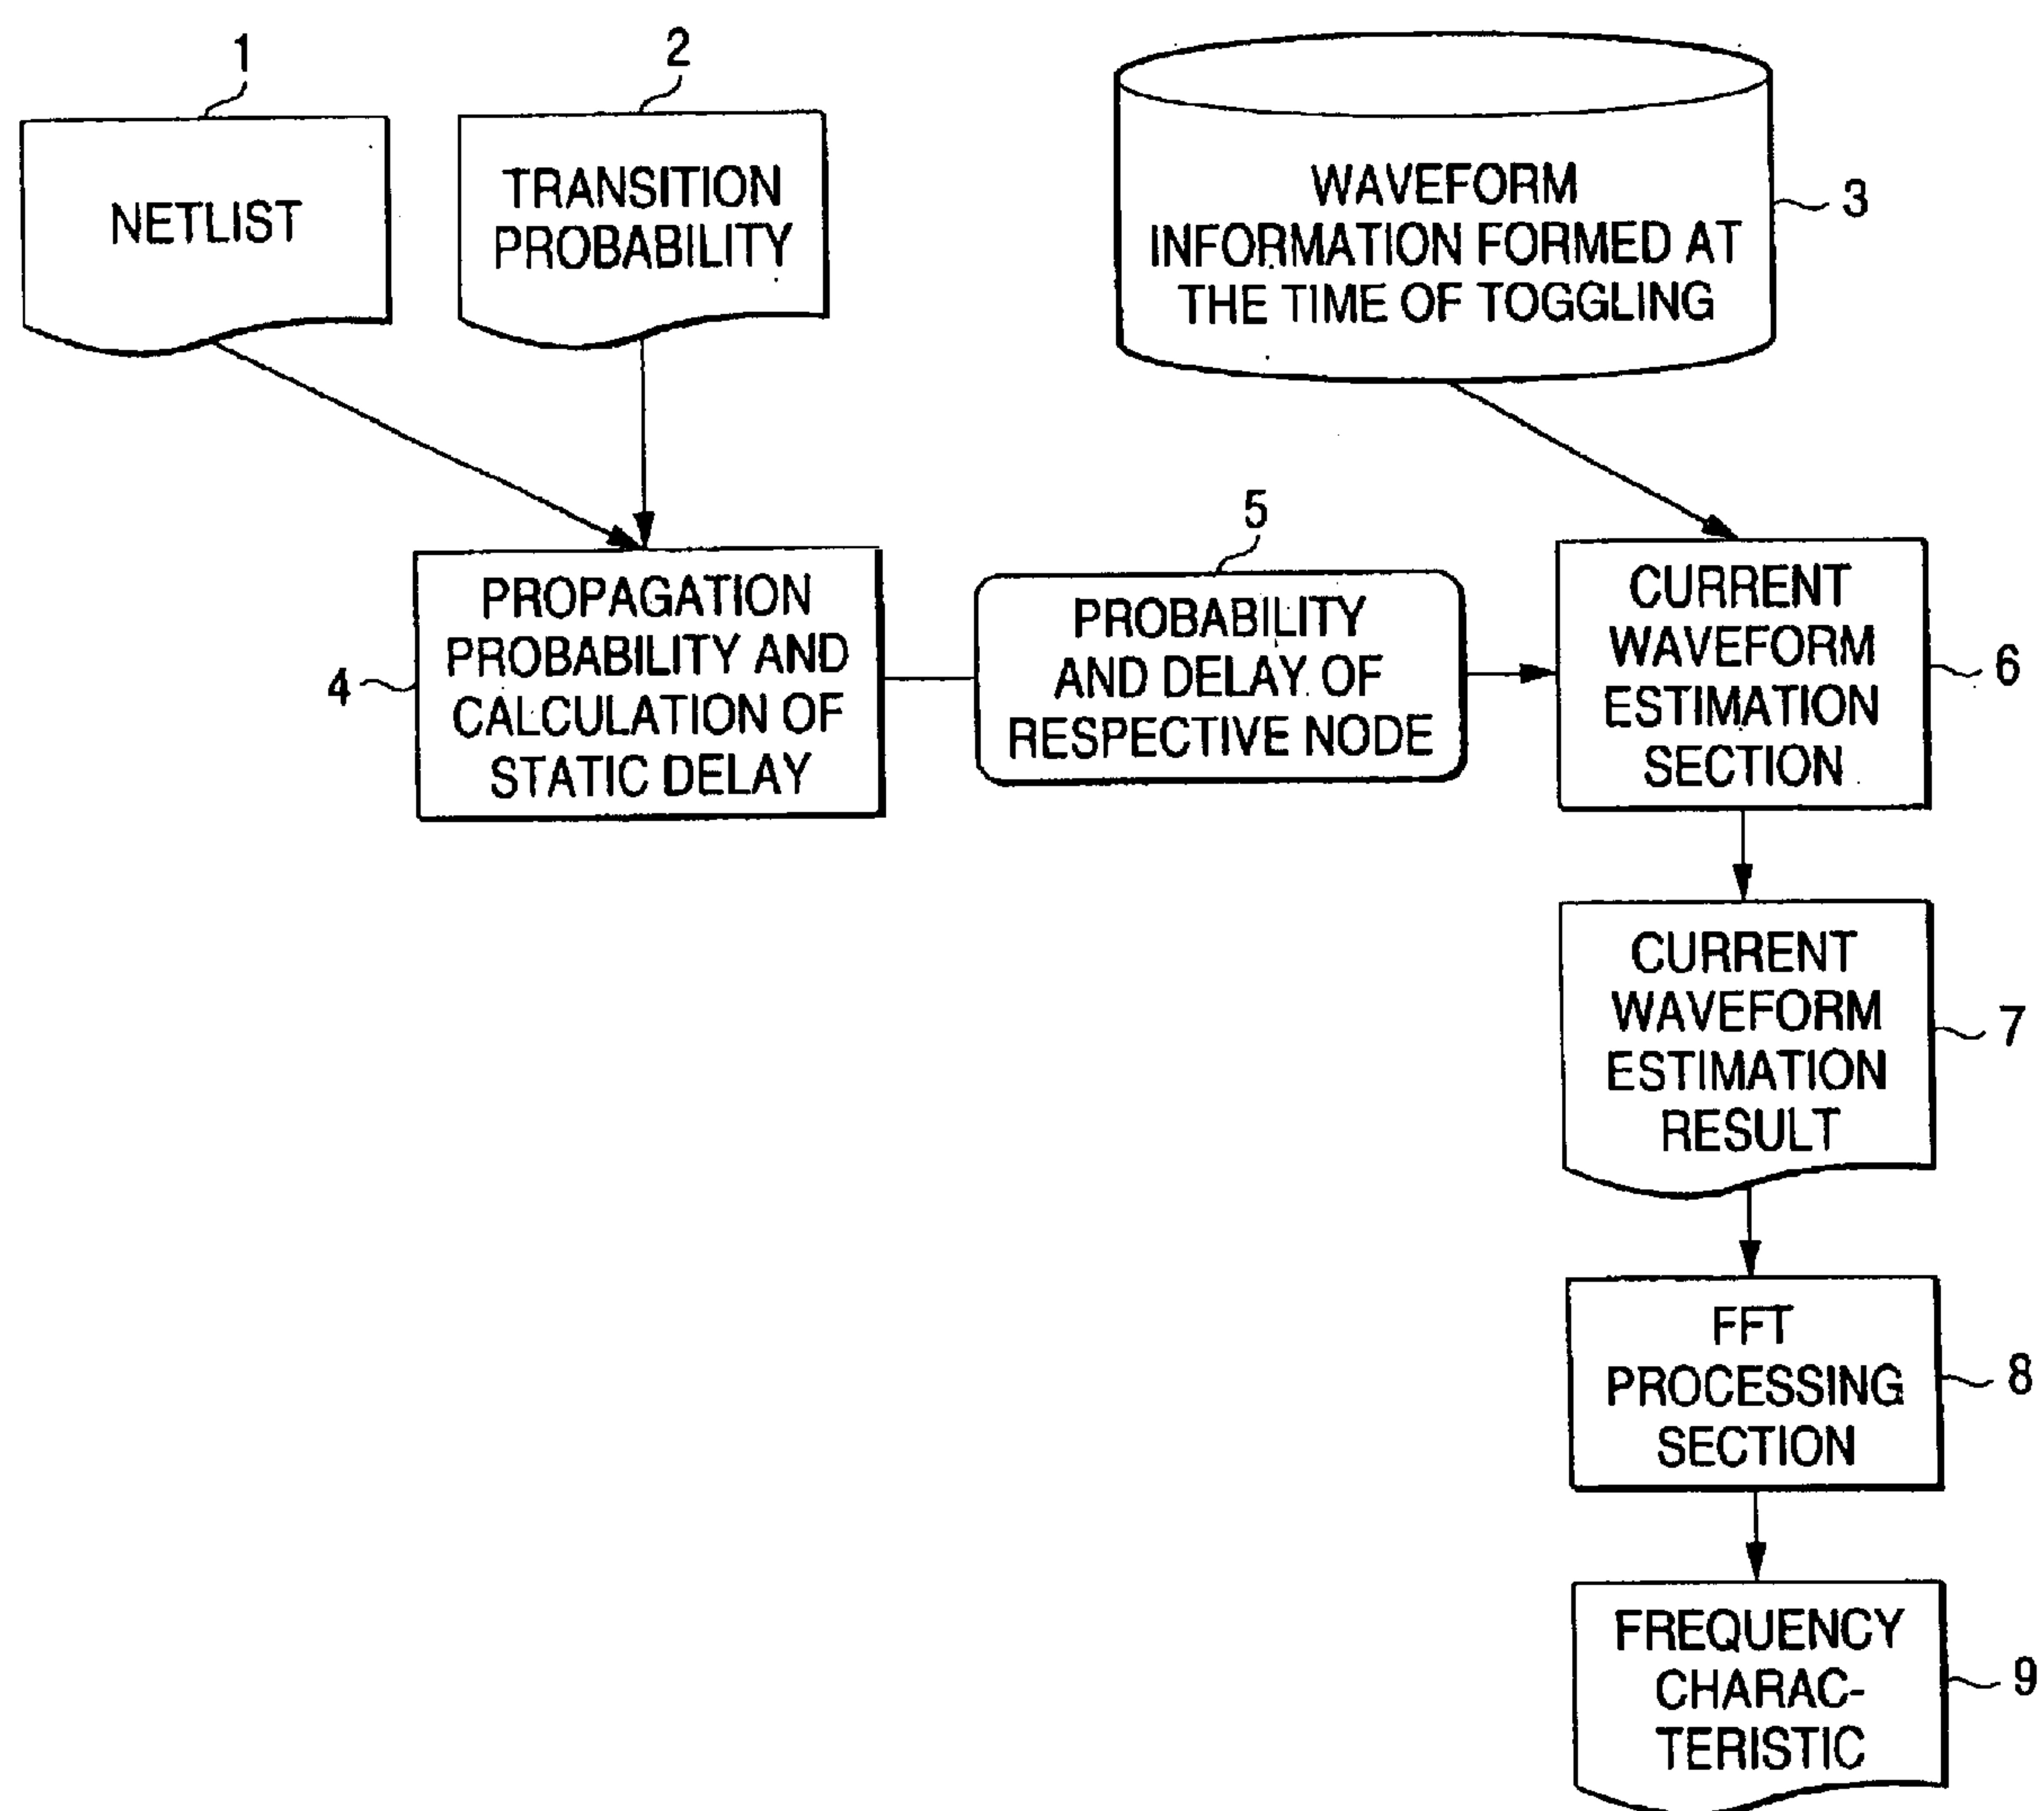 1
NETLIST
2
TRANSITION
PROBABILITY
WAVEFORM
INFORMATION FORMED AT
THE TIME OF TOGGLING
3
4
PROPAGATION
PROBABILITY AND
CALCULATION OF
STATIC DELAY
5
PROBABILITY
AND DELAY OF
RESPECTIVE NODE
CURRENT
WAVEFORM
ESTIMATION
SECTION
6
CURRENT
WAVEFORM
ESTIMATION
RESULT
7
FFT
PROCESSING
SECTION
8
FREQUENCY
CHARAC-
TERISTIC
9